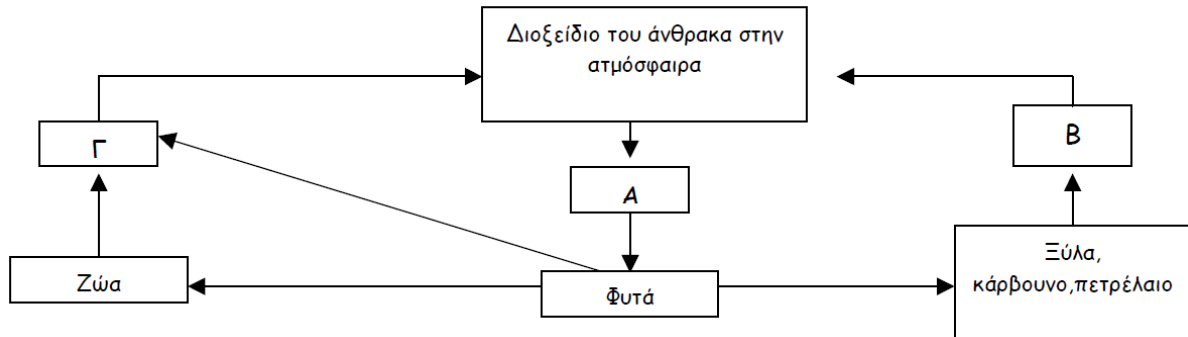 Διοξείδιο του άνθρακα στην
ατμόσφαιρα
Γ
Β
Α
Ζώα
Φυτά
Ξύλα,
κάρβουνο,πετρέλαιο